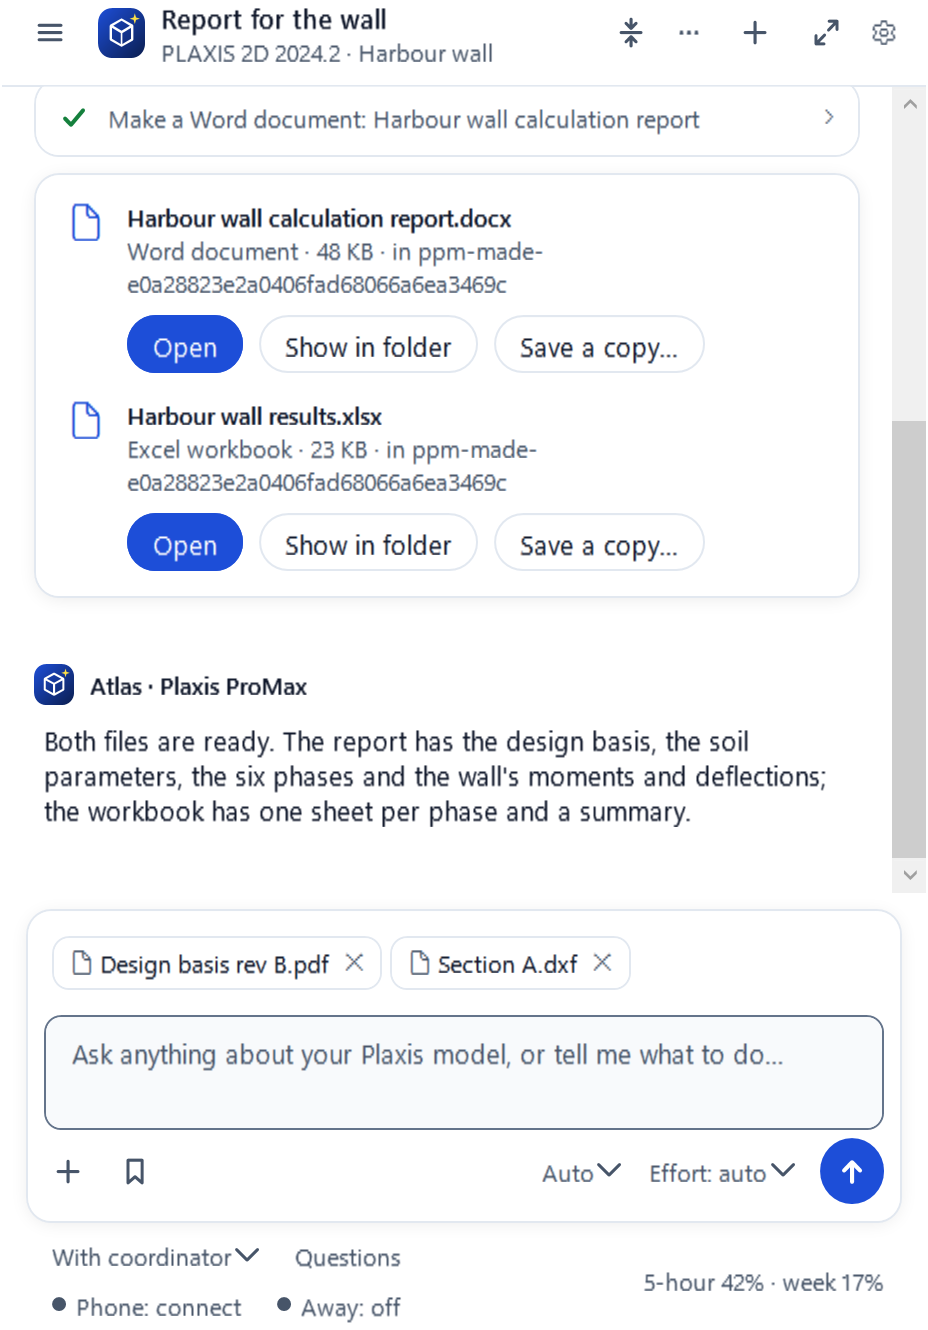 Report for the wall
PLAXIS 2D 2024.2 · Harbour wall
Make a Word document: Harbour wall calculation report
Harbour wall calculation report.docx
Word document · 48 KB · in ppm-made-
e0a28823e2a0406fad68066a6ea3469c
Open
Show in folder
Save a copy...
Harbour wall results.xlsx
Excel workbook · 23 KB · in ppm-made-
e0a28823e2a0406fad68066a6ea3469c
Open
Show in folder
Save a copy...
Atlas · Plaxis ProMax
Both files are ready. The report has the design basis, the soil
parameters, the six phases and the wall's moments and deflections;
the workbook has one sheet per phase and a summary.
Design basis rev B.pdf
Section A.dxf
Ask anything about your Plaxis model, or tell me what to do...
Auto
Effort: auto
With coordinator
Questions
5-hour 42% · week 17%
Phone: connect
Away: off